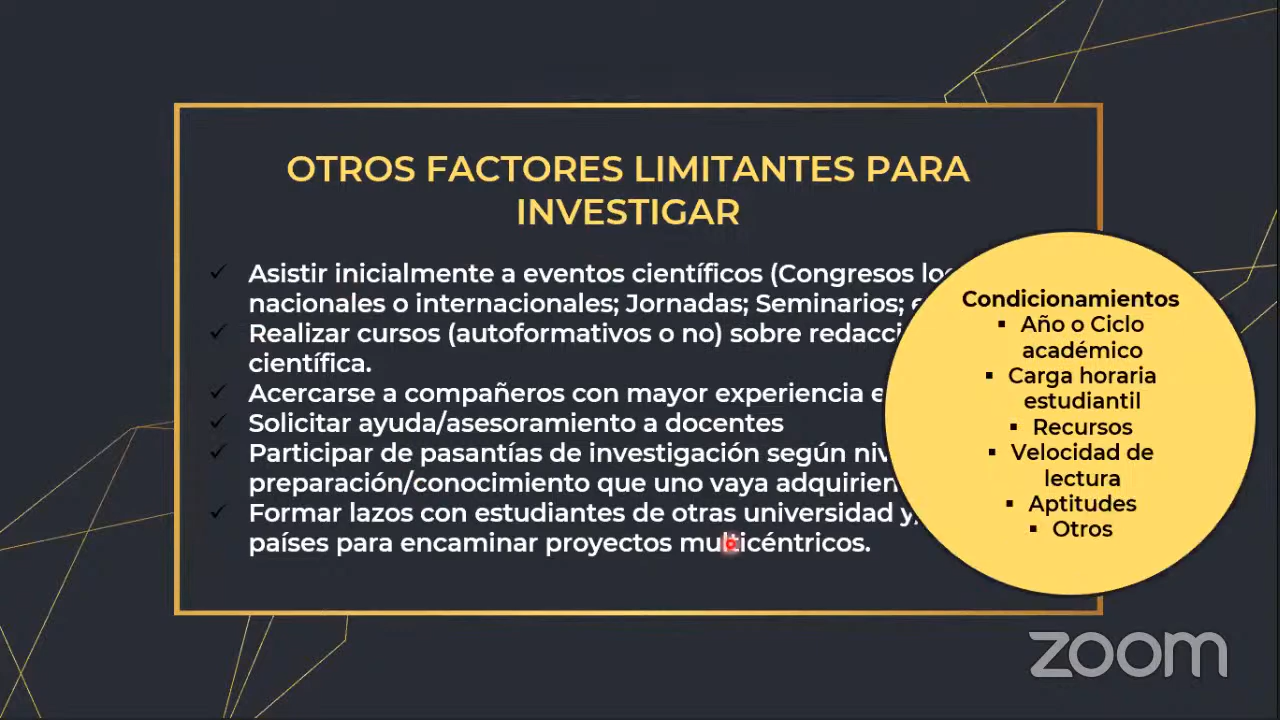 OTROS FACTORES LIMITANTES PARA
INVESTIGAR
Asistir inicialmente a eventos científicos (Congresos
nacionales o internacionales; Jornadas; Seminarios;
Realizar cursos (autoformativos o no) sobre
científica.
Acercarse a compañeros con mayor experiencia
Solicitar ayuda/asesoramiento a docentes
Participar de pasantías de investigación según
preparación/conocimiento que uno vaya
Formar lazos con estudiantes de otras universidad
países para encaminar proyectos multicéntricos.
Condicionamientos
▪ Año o Ciclo
académico
▪ Carga horaria
estudiantil
▪ Recursos
▪ Velocidad de
lectura
▪ Aptitudes
▪ Otros
zoom